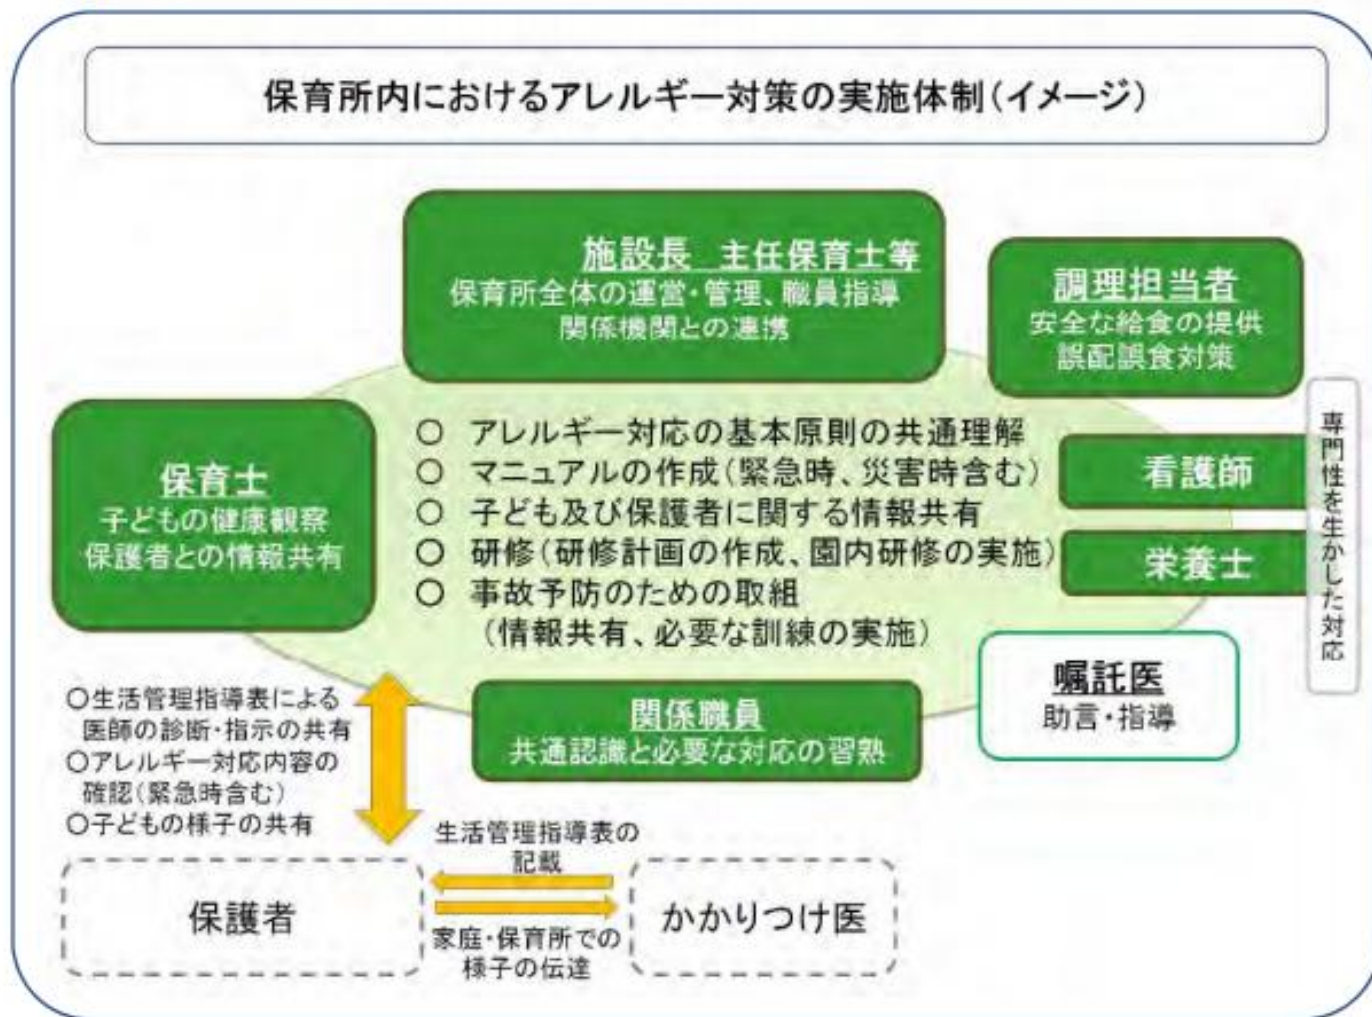 保育所内におけるアレルギー対策の実施体制（イメージ）
施設長　主任保育士等
保育所全体の運営・管理、職員指導
関係機関との連携
調理担当者
安全な給食の提供
誤配誤食対策
保育士
子どもの健康観察
保護者との情報共有
○　アレルギー対応の基本原則の共通理解
○　マニュアルの作成（緊急時、災害時含む）
○　子ども及び保護者に関する情報共有
○　研修（研修計画の作成、園内研修の実施）
○　事故予防のための取組
（情報共有、必要な訓練の実施）
看護師
栄養士
専門性を生かした対応
嘱託医
助言・指導
関係職員
共通認識と必要な対応の習熟
○生活管理指導表による
医師の診断・指示の共有
○アレルギー対応内容の
確認（緊急時含む）
○子どもの様子の共有
保護者
生活管理指導表の
記載
家庭・保育所での
様子の伝達
かかりつけ医